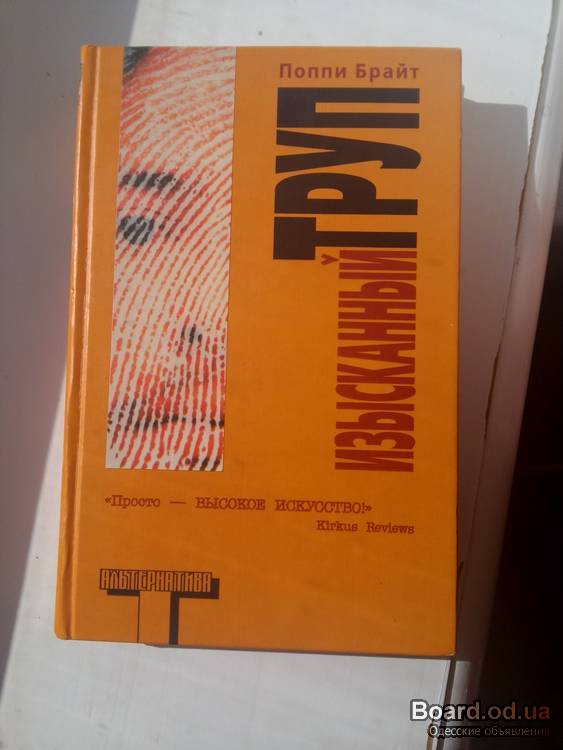 Поппи Брайт
ИЗЫСКАННЫЙ
ТРУП
«Просто — ВЫСОКОЕ ИСКУССТВО!»
Kirkus Reviews
АЛЬТЕРНАТИВА
Board.od.ua
Одесские объявления